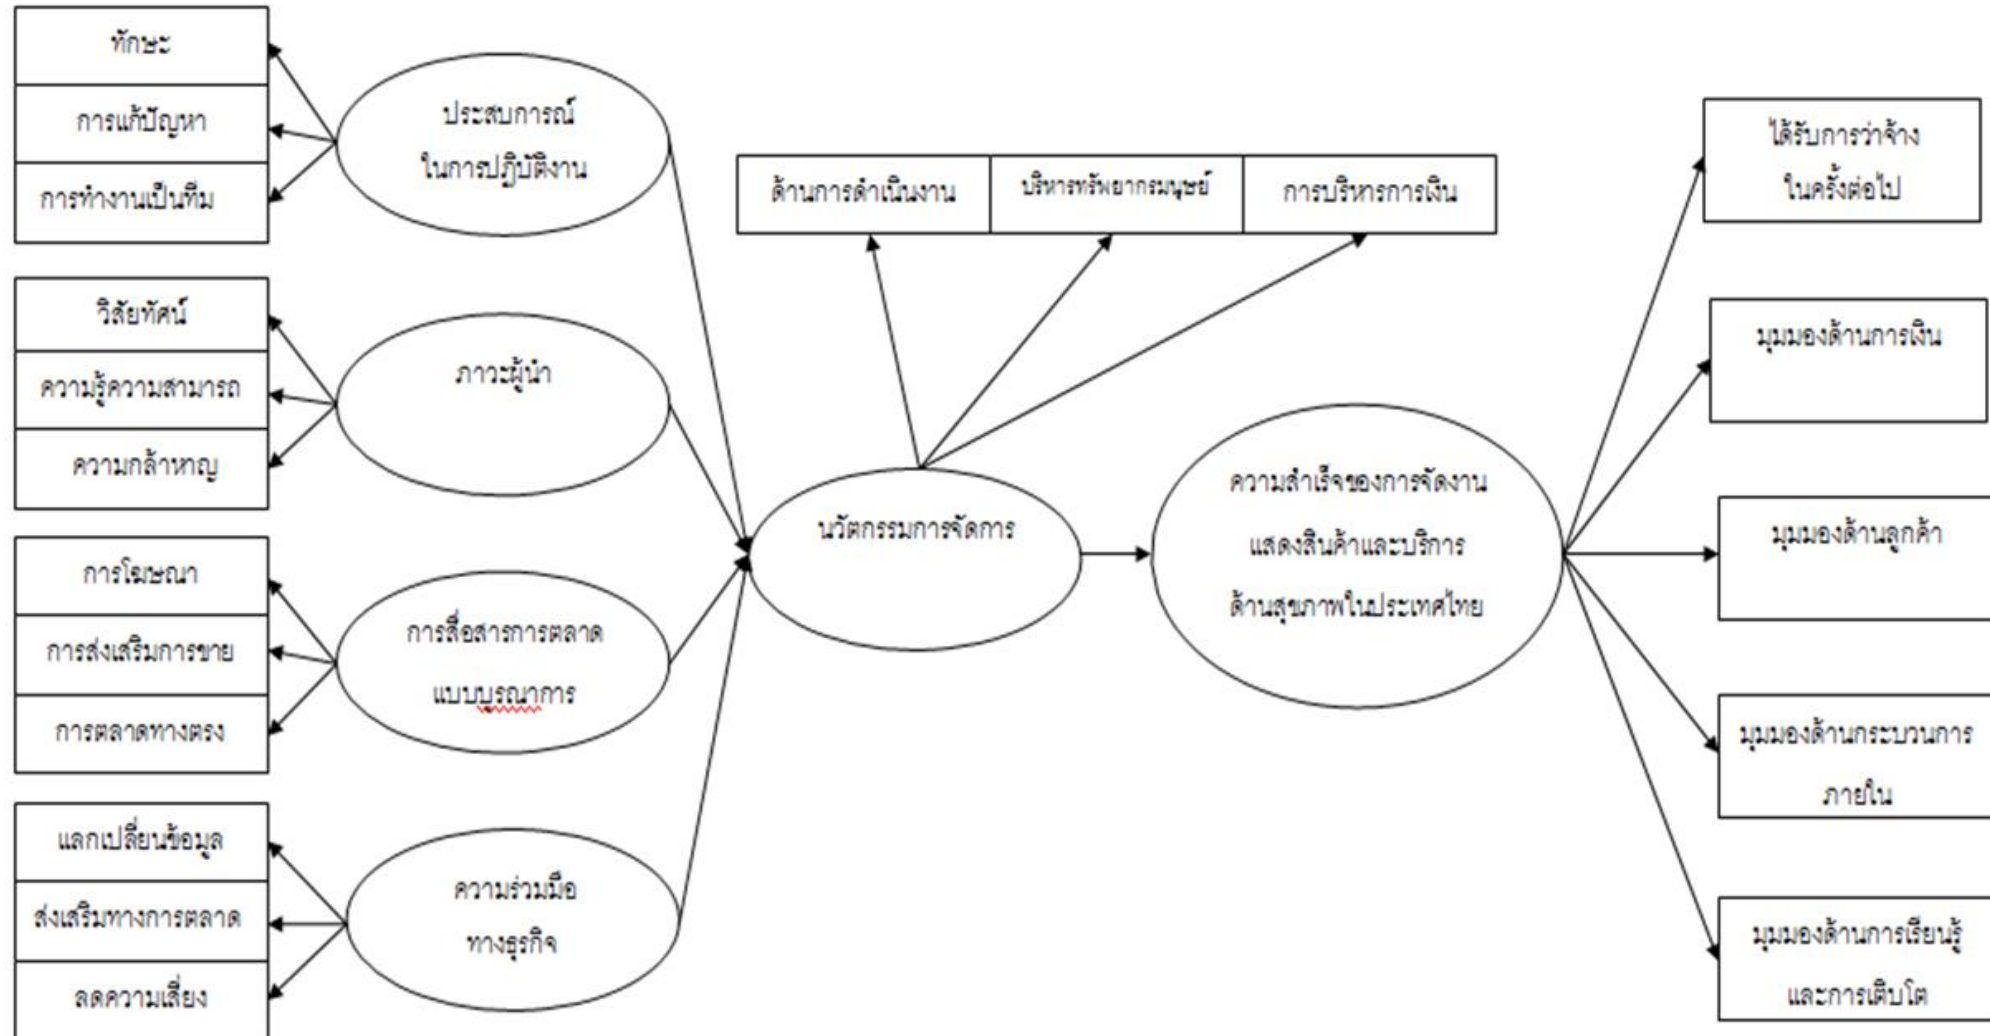 ทักษะ
การแก้ปัญหา
การทำงานเป็นทีม
ประสบการณ์
ในการปฏิบัติงาน
วิสัยทัศน์
ความรู้ความสามารถ
ความกล้าหาญ
ภาวะผู้นำ
การโฆษณา
การส่งเสริมการขาย
การตลาดทางตรง
การสื่อสารการตลาด
แบบบูรณาการ
แลกเปลี่ยนข้อมูล
ส่งเสริมทางการตลาด
ลดความเสี่ยง
ความร่วมมือ
ทางธุรกิจ
ด้านการดำเนินงาน
บริหารทรัพยากรมนุษย์
การบริหารการเงิน
นวัตกรรมการจัดการ
ความสำเร็จของการจัดงาน
แสดงสินค้าและบริการ
ด้านสุขภาพในประเทศไทย
ได้รับการว่าจ้าง
ในครั้งต่อไป
มุมมองด้านการเงิน
มุมมองด้านลูกค้า
มุมมองด้านกระบวนการ
ภายใน
มุมมองด้านการเรียนรู้
และการเติบโต